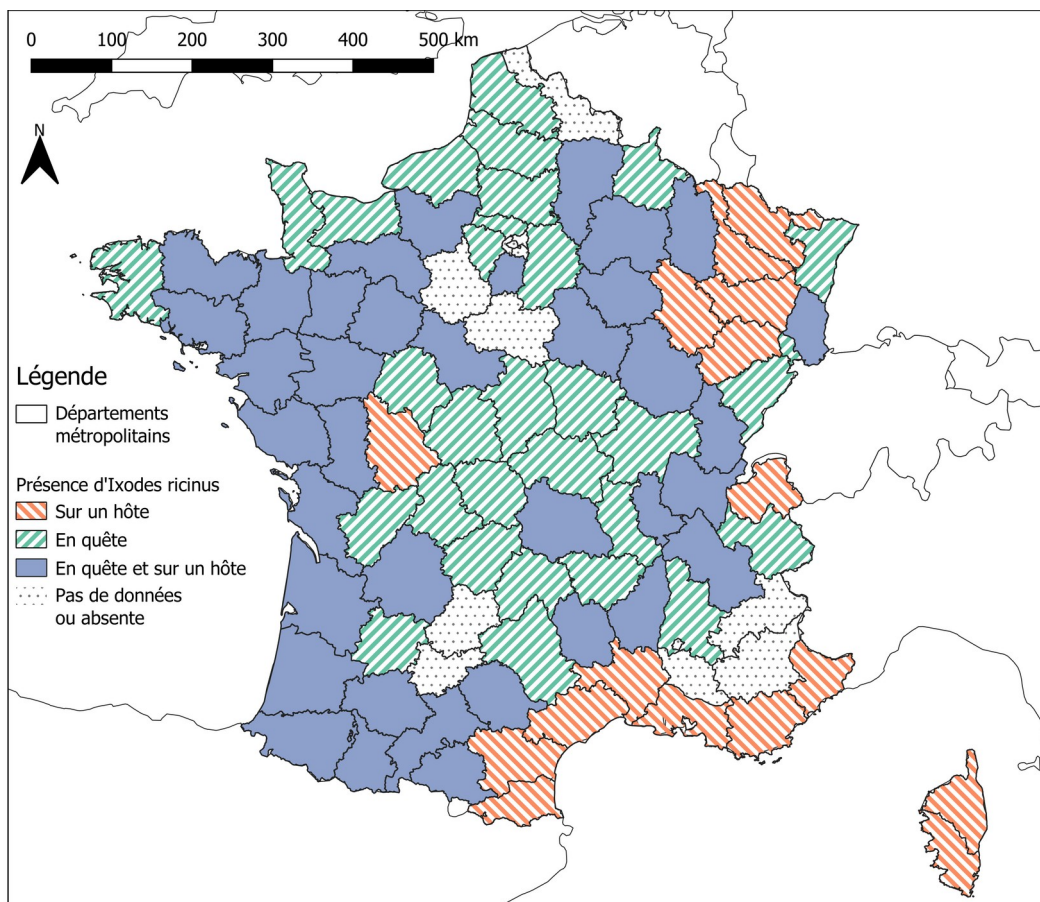 0 100 200 300 400 500 km
N
Légende
Départements
métropolitains
Présence d'Ixodes ricinus
Sur un hôte
En quête
En quête et sur un hôte
Pas de données
ou absente